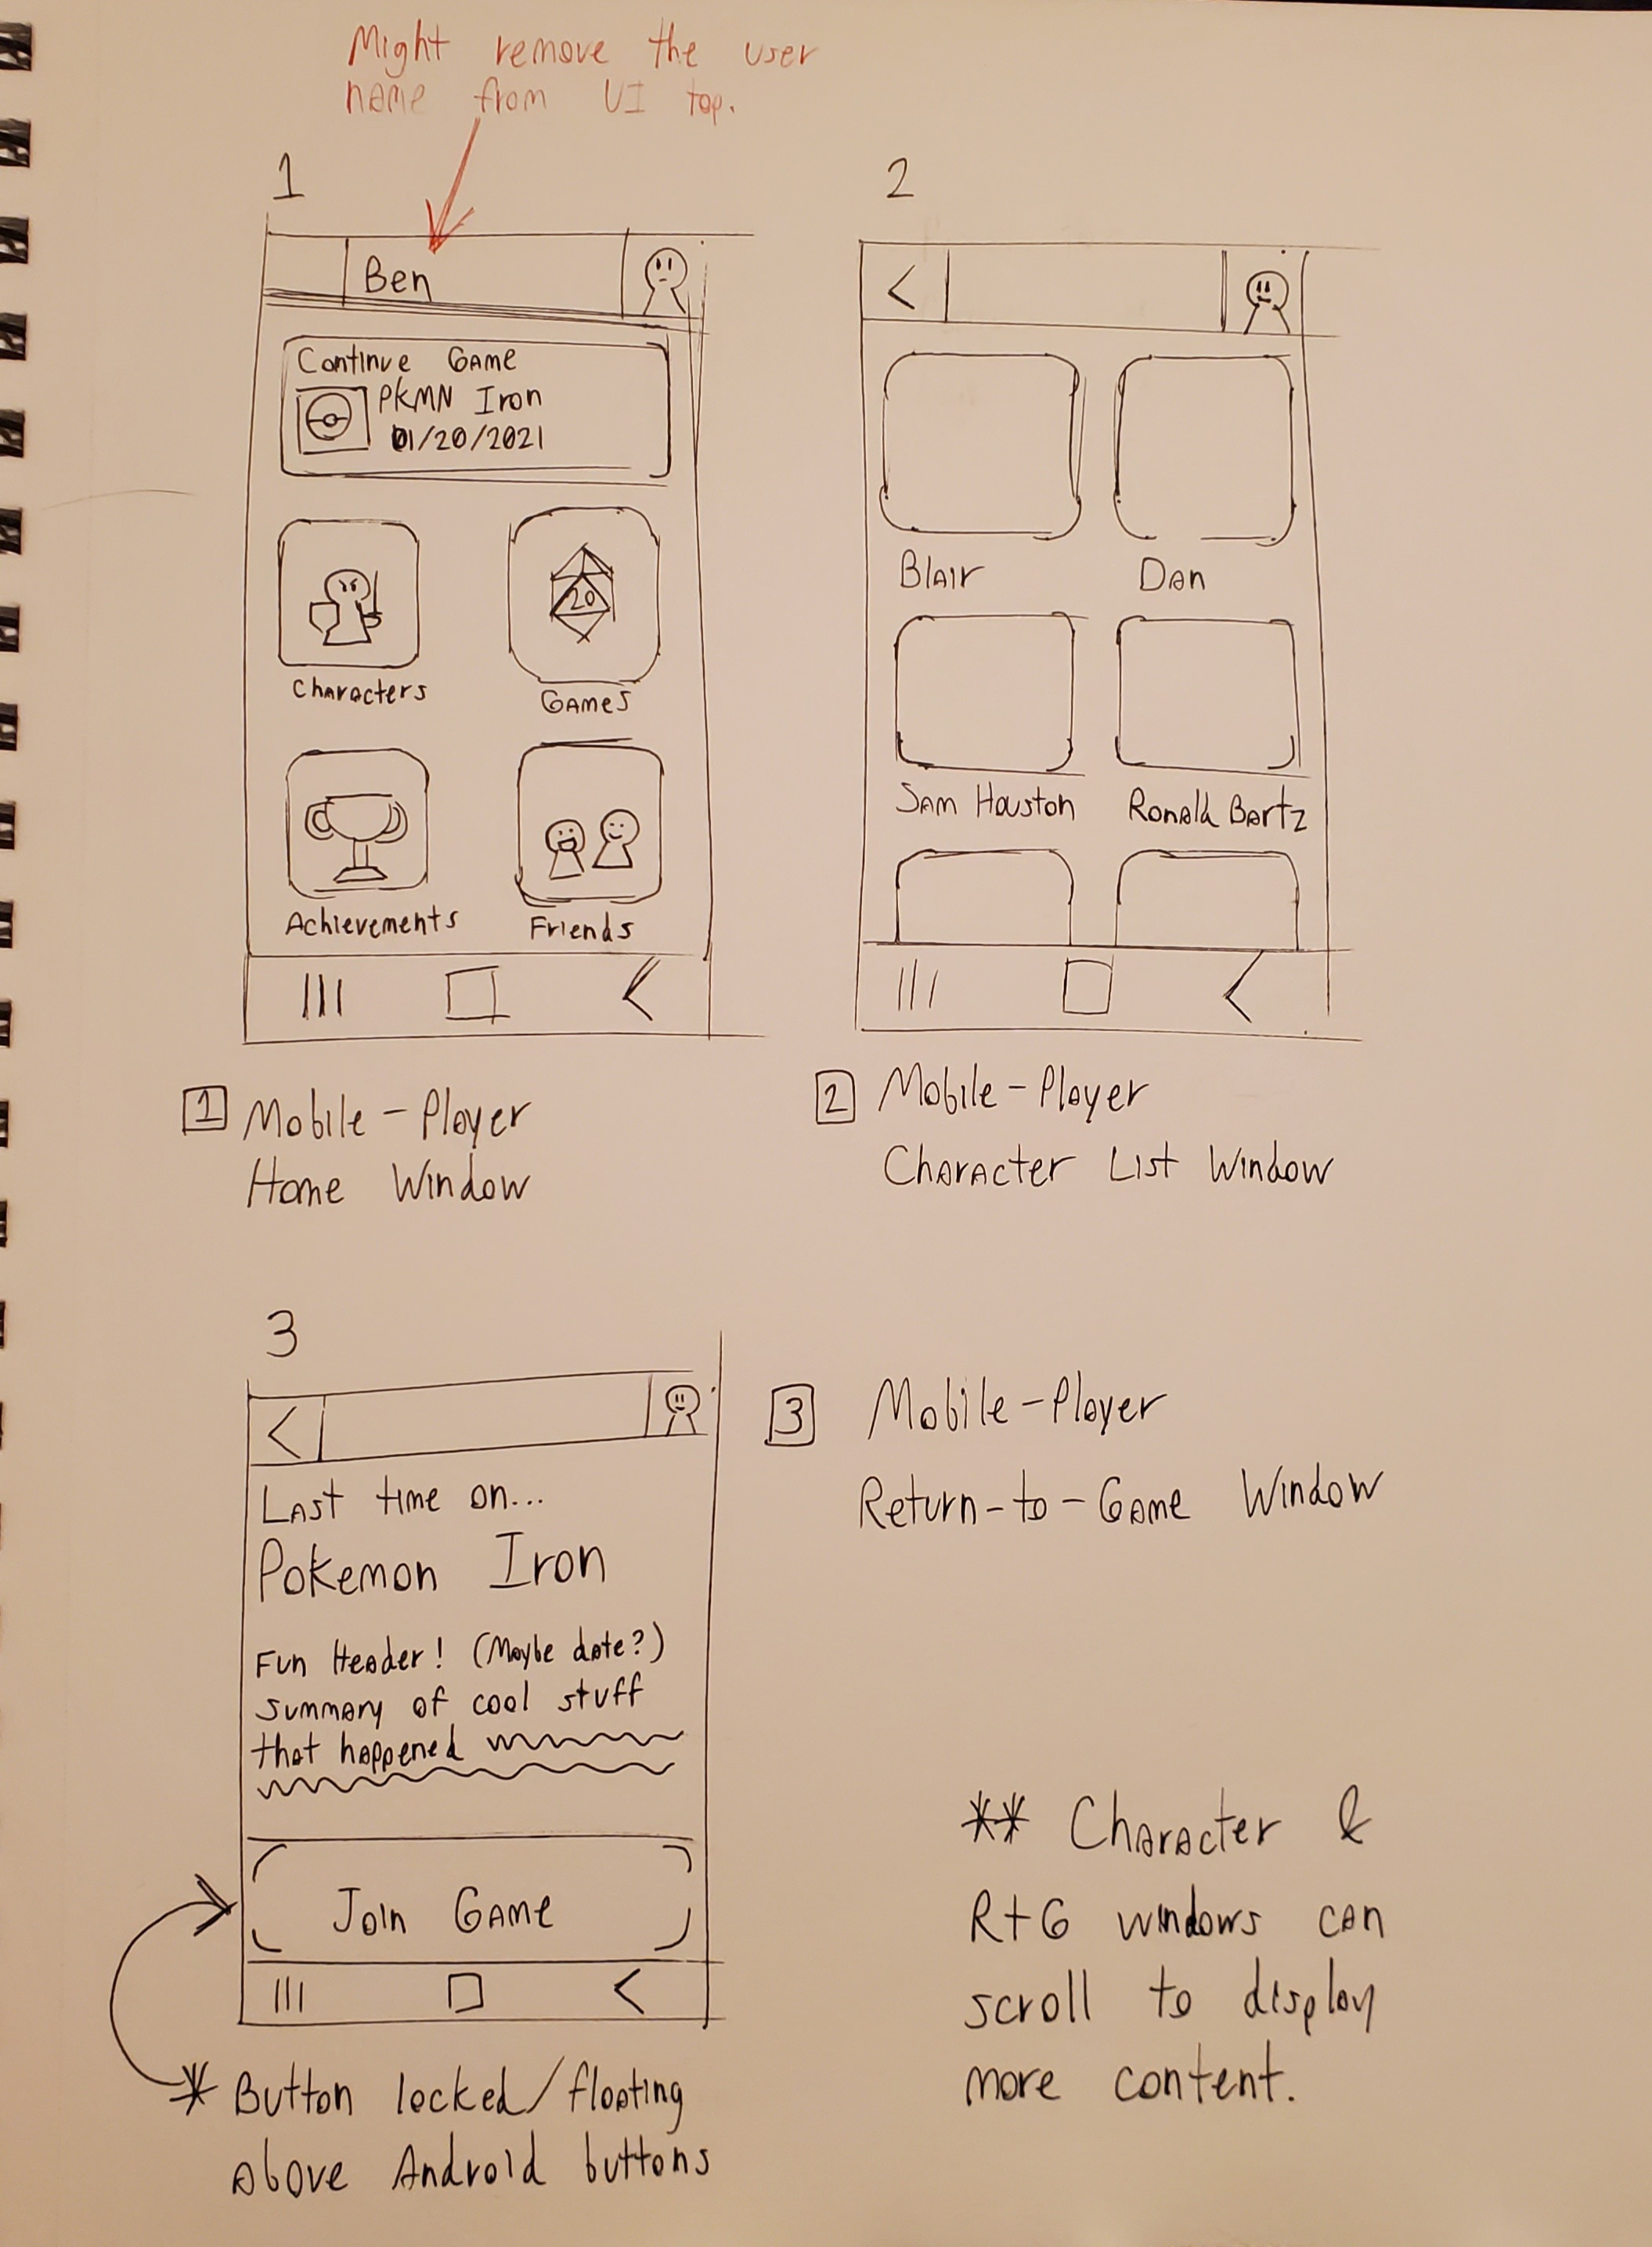 Might remove the user
name from UI top.
1
Ben
Continue Game
PKMN Iron
01/20/2021
20
Characters
Games
Achievements
Friends
1 Mobile-Player
Home Window
2
Blair
Dan
Sam Houston
Ronald Bartz
2 Mobile-Player
Character List Window
3
Last time on...
Pokemon Iron
Fun Header! (Maybe date?)
Summary of cool stuff
that happened
Join Game
* Button locked/floating
above Android buttons
3 Mobile-Player
Return-to-Game Window
** Character &
RtG windows can
scroll to display
more content.